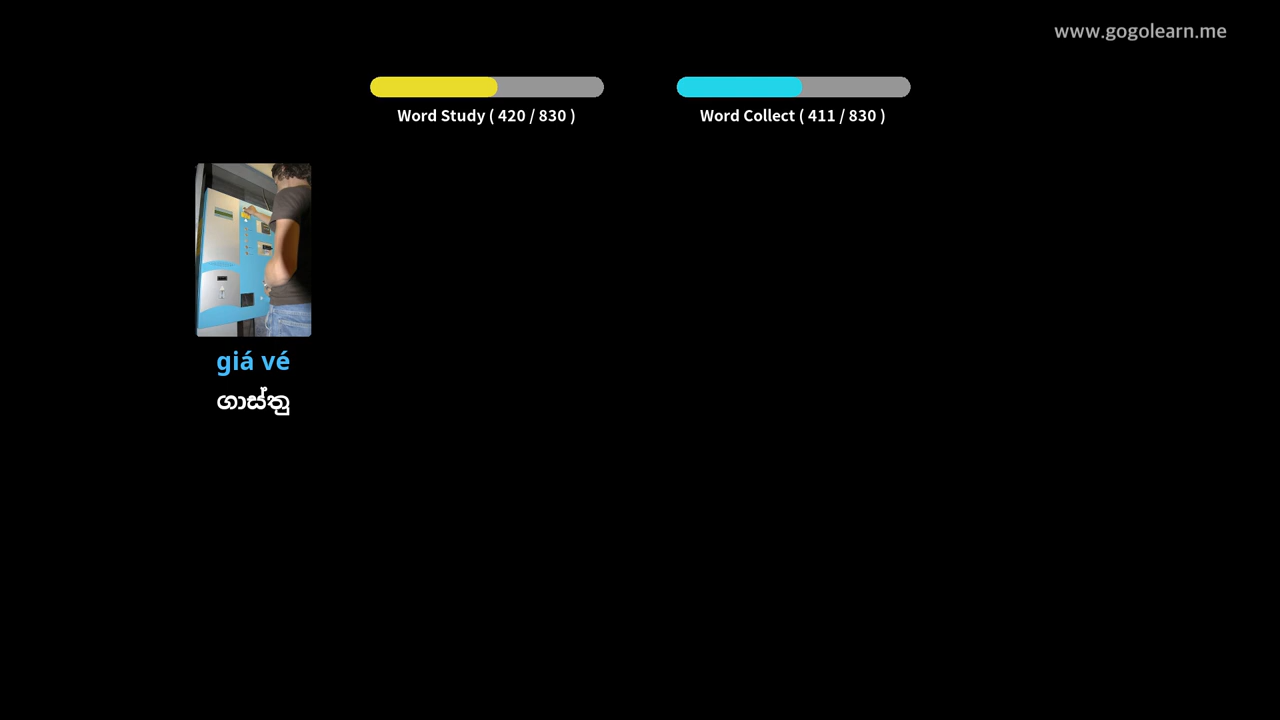 www.gogolearn.me
Word Study ( 420 / 830 )
Word Collect ( 411 / 830 )
giá vé
ගාස්තු